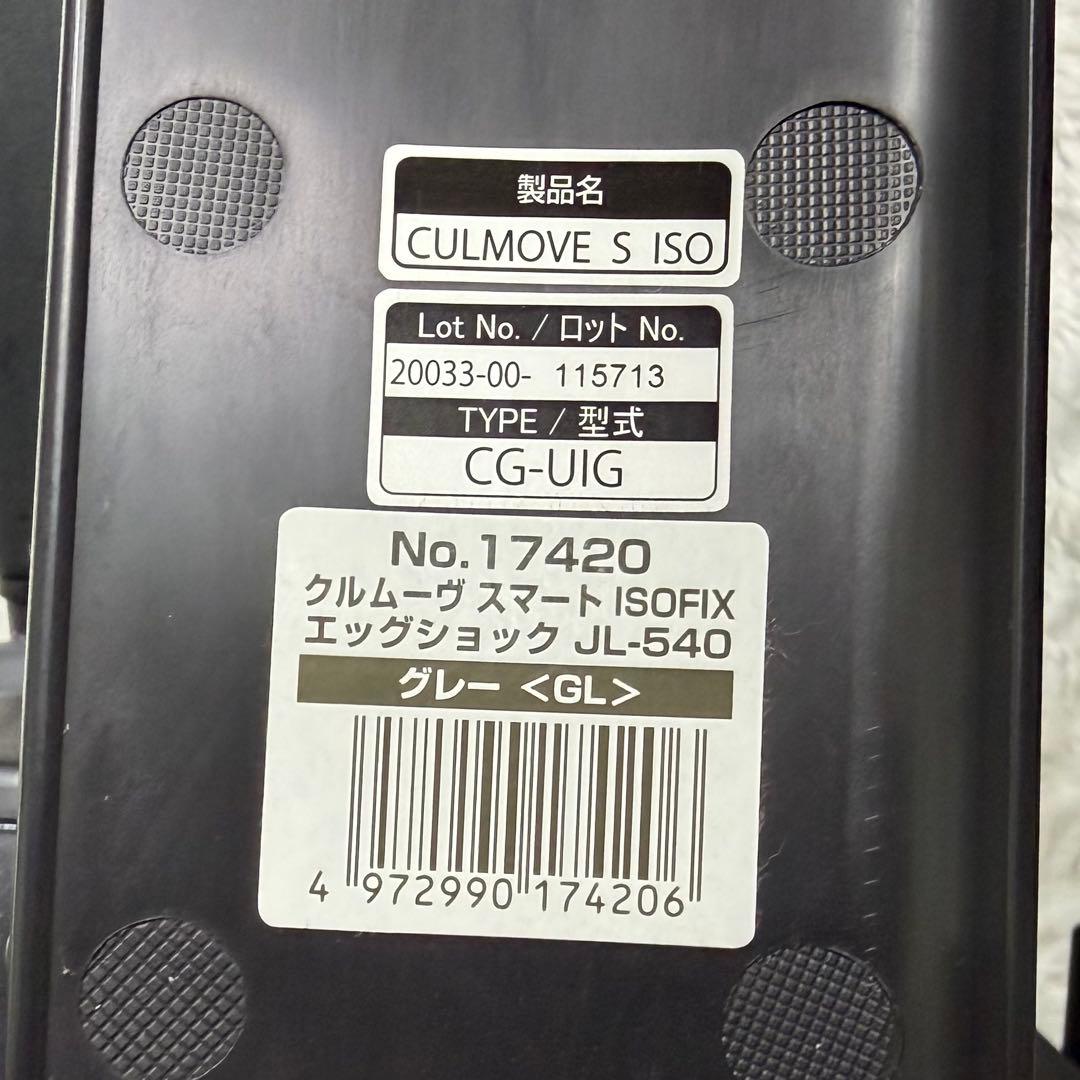 製品名
CULMOVE S ISO
Lot No. / ロット No.
20033-00- 115713
TYPE / 型式
CG-UIG
No.17420
クルムーヴ スマート ISOFIX
エッグショック JL-540
グレー <GL>
4 972990 174206